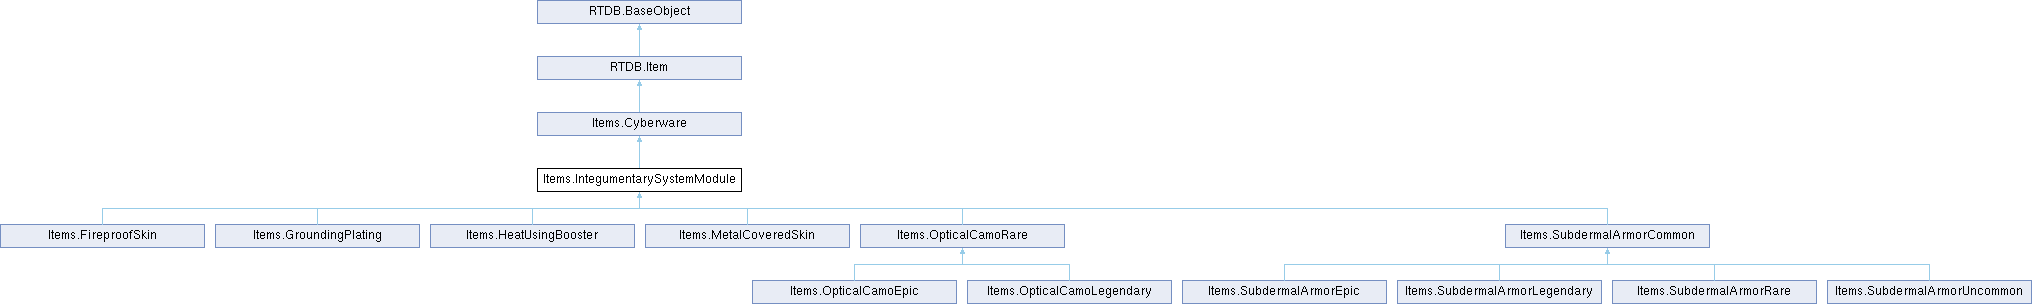 RTDB.BaseObject
RTDB.Item
Items.Cyberware
Items.IntegumentarySystemModule
Items.FireproofSkin
Items.GroundingPlating
Items.HeatUsingBooster
Items.MetalCoveredSkin
Items.OpticalCamoRare
Items.SubdermalArmorCommon
Items.OpticalCamoEpic
Items.OpticalCamoLegendary
Items.SubdermalArmorEpic
Items.SubdermalArmorLegendary
Items.SubdermalArmorRare
Items.SubdermalArmorUncommon